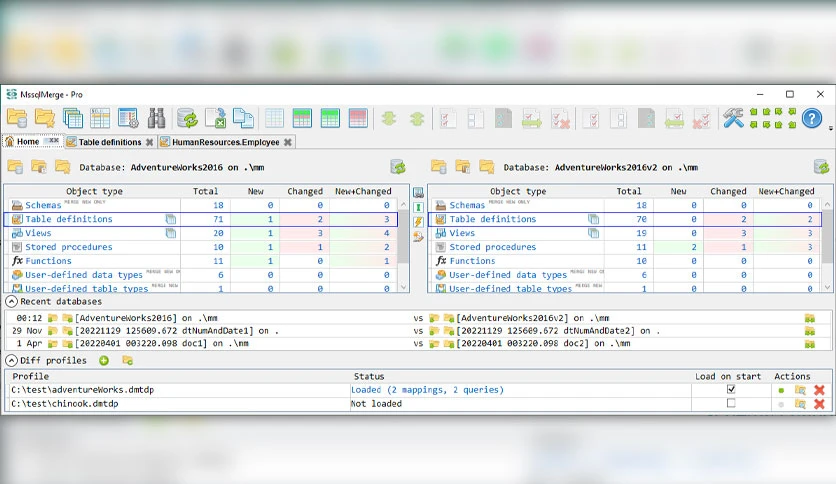 MssqlMerge - Pro
Home Table definitions HumanResources.Employee
Database: AdventureWorks2016 on .\mm Database: AdventureWorks2016v2 on .\mm
Object type Total New Changed New+Changed Object type Total New Changed New+Changed
Schemas MERGE NEW ONLY 18 0 0 0 Schemas MERGE NEW ONLY 18 0 0 0
Table definitions 71 1 2 3 Table definitions 70 0 2 2
Views 20 1 3 4 Views 19 0 3 3
Stored procedures 10 1 1 2 Stored procedures 11 2 1 3
fx Functions 11 1 0 1 fx Functions 10 0 0 0
User-defined data types MERGE NEW ON 6 0 0 0 User-defined data types MERGE NEW ON 6 0 0 0
User-defined table types MERGE NEW 1 0 0 0 User-defined table types MERGE NEW 1 0 0 0
Recent databases
00:12 [AdventureWorks2016] on .\mm vs [AdventureWorks2016v2] on .\mm
29 Nov [20221129 125609.672 dtNumAndDate1] on . vs [20221129 125609.672 dtNumAndDate2] on .
1 Apr [20220401 003220.098 doc1] on .\mm vs [20220401 003220.098 doc2] on .\mm
Diff profiles
Profile Status Load on start Actions
C:\test\adventureWorks.dmtdp Loaded (2 mappings, 2 queries)
C:\test\chinook.dmtdp Not loaded